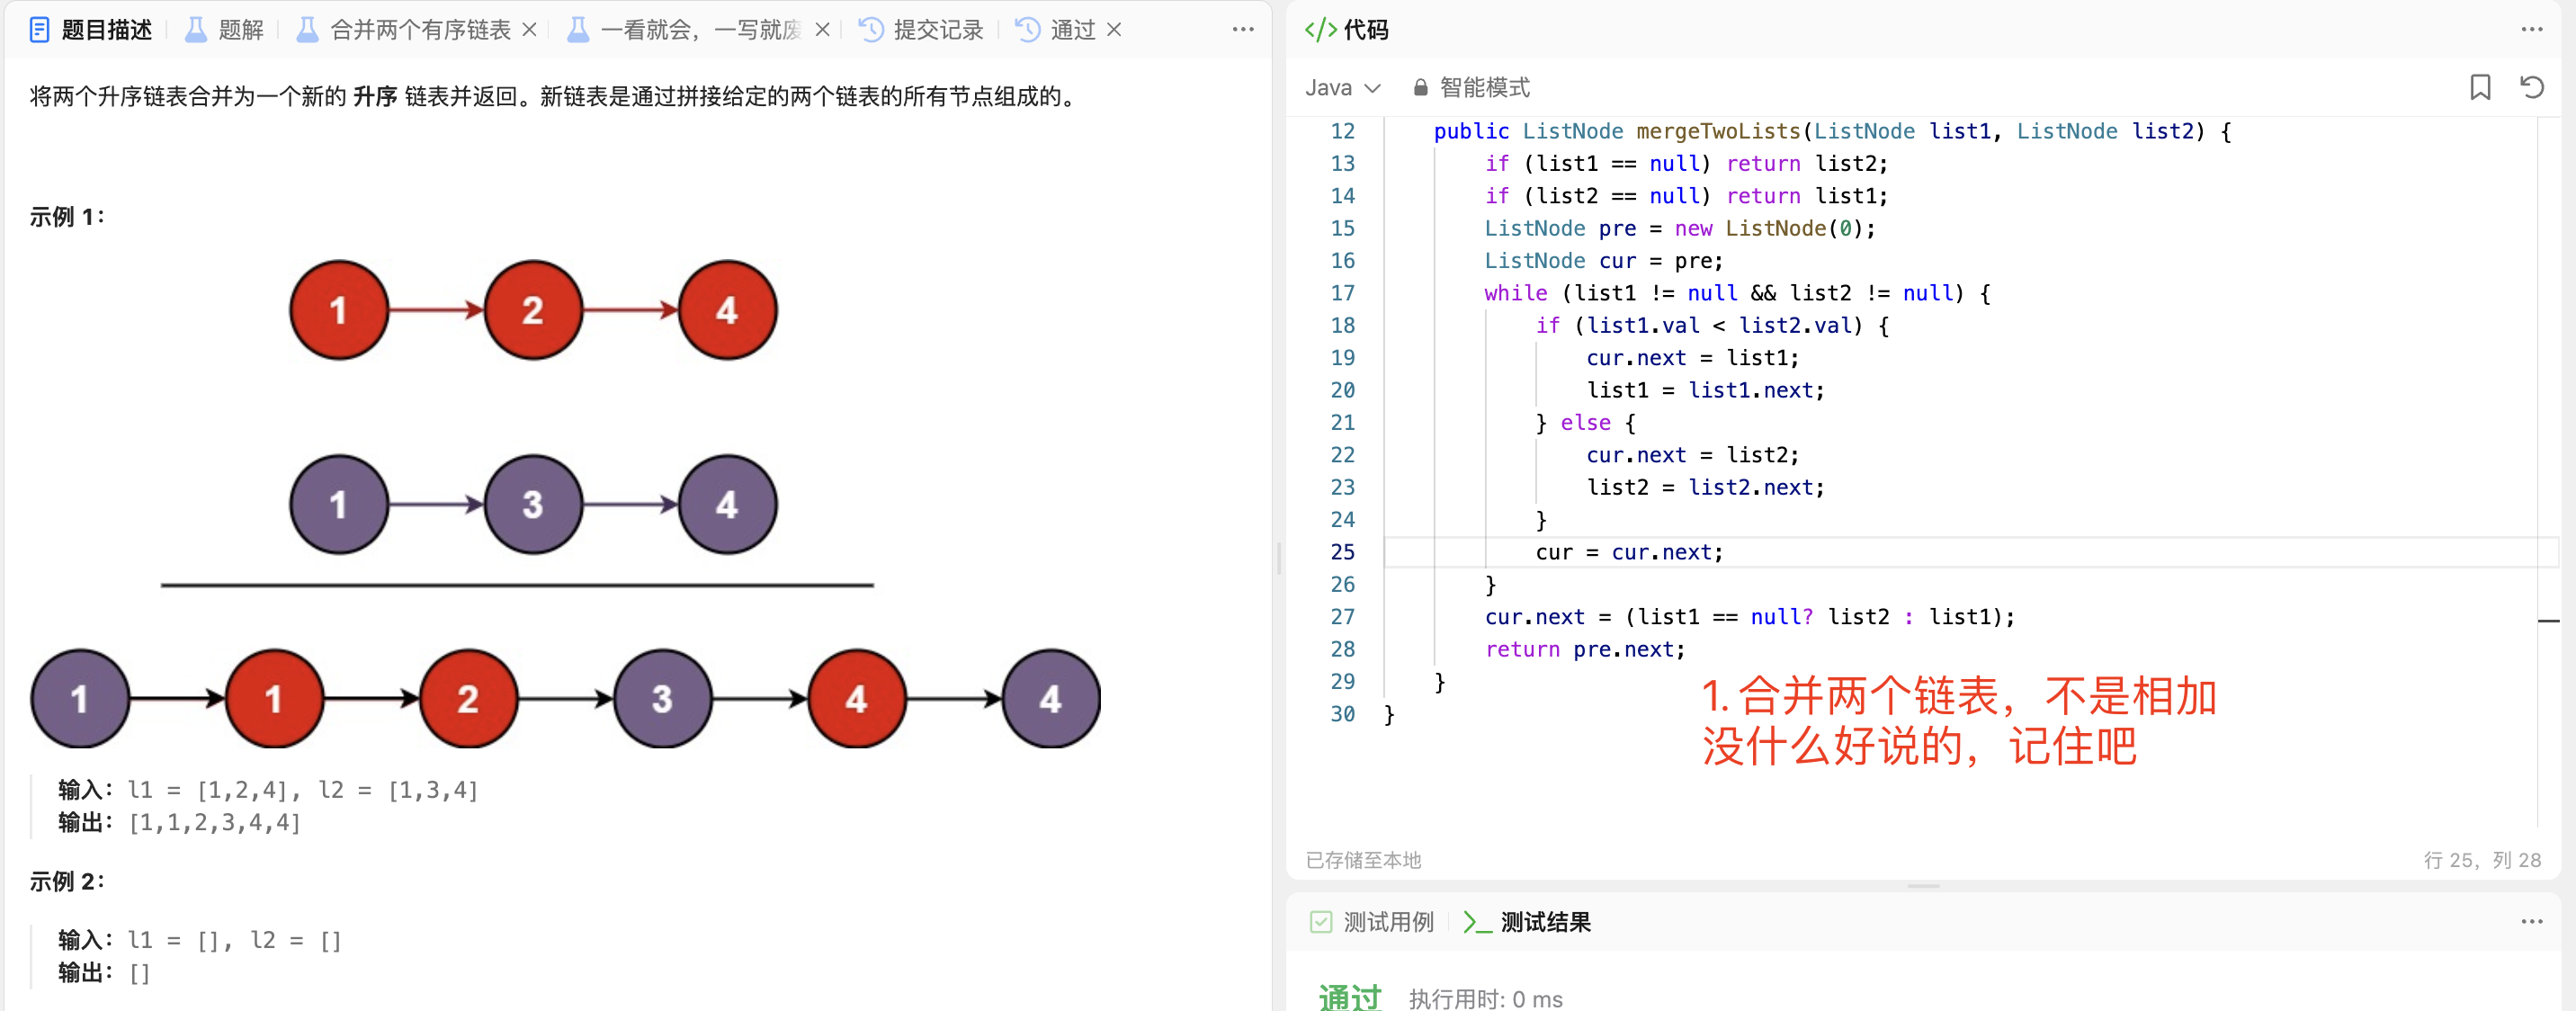 题目描述 题解 合并两个有序链表 一看就会，一写就废 提交记录 通过
将两个升序链表合并为一个新的 升序 链表并返回。新链表是通过拼接给定的两个链表的所有节点组成的。
示例 1：
1 2 4
1 3 4
1 1 2 3 4 4
输入：l1 = [1,2,4], l2 = [1,3,4]
输出：[1,1,2,3,4,4]
示例 2：
输入：l1 = [], l2 = []
输出：[]
</> 代码
Java 智能模式
12 public ListNode mergeTwoLists(ListNode list1, ListNode list2) {
13 if (list1 == null) return list2;
14 if (list2 == null) return list1;
15 ListNode pre = new ListNode(0);
16 ListNode cur = pre;
17 while (list1 != null && list2 != null) {
18 if (list1.val < list2.val) {
19 cur.next = list1;
20 list1 = list1.next;
21 } else {
22 cur.next = list2;
23 list2 = list2.next;
24 }
25 cur = cur.next;
26 }
27 cur.next = (list1 == null? list2 : list1);
28 return pre.next;
29 }
30 }
1. 合并两个链表，不是相加
没什么好说的，记住吧
已存储至本地 行 25，列 28
测试用例 >_ 测试结果
通过 执行用时: 0 ms